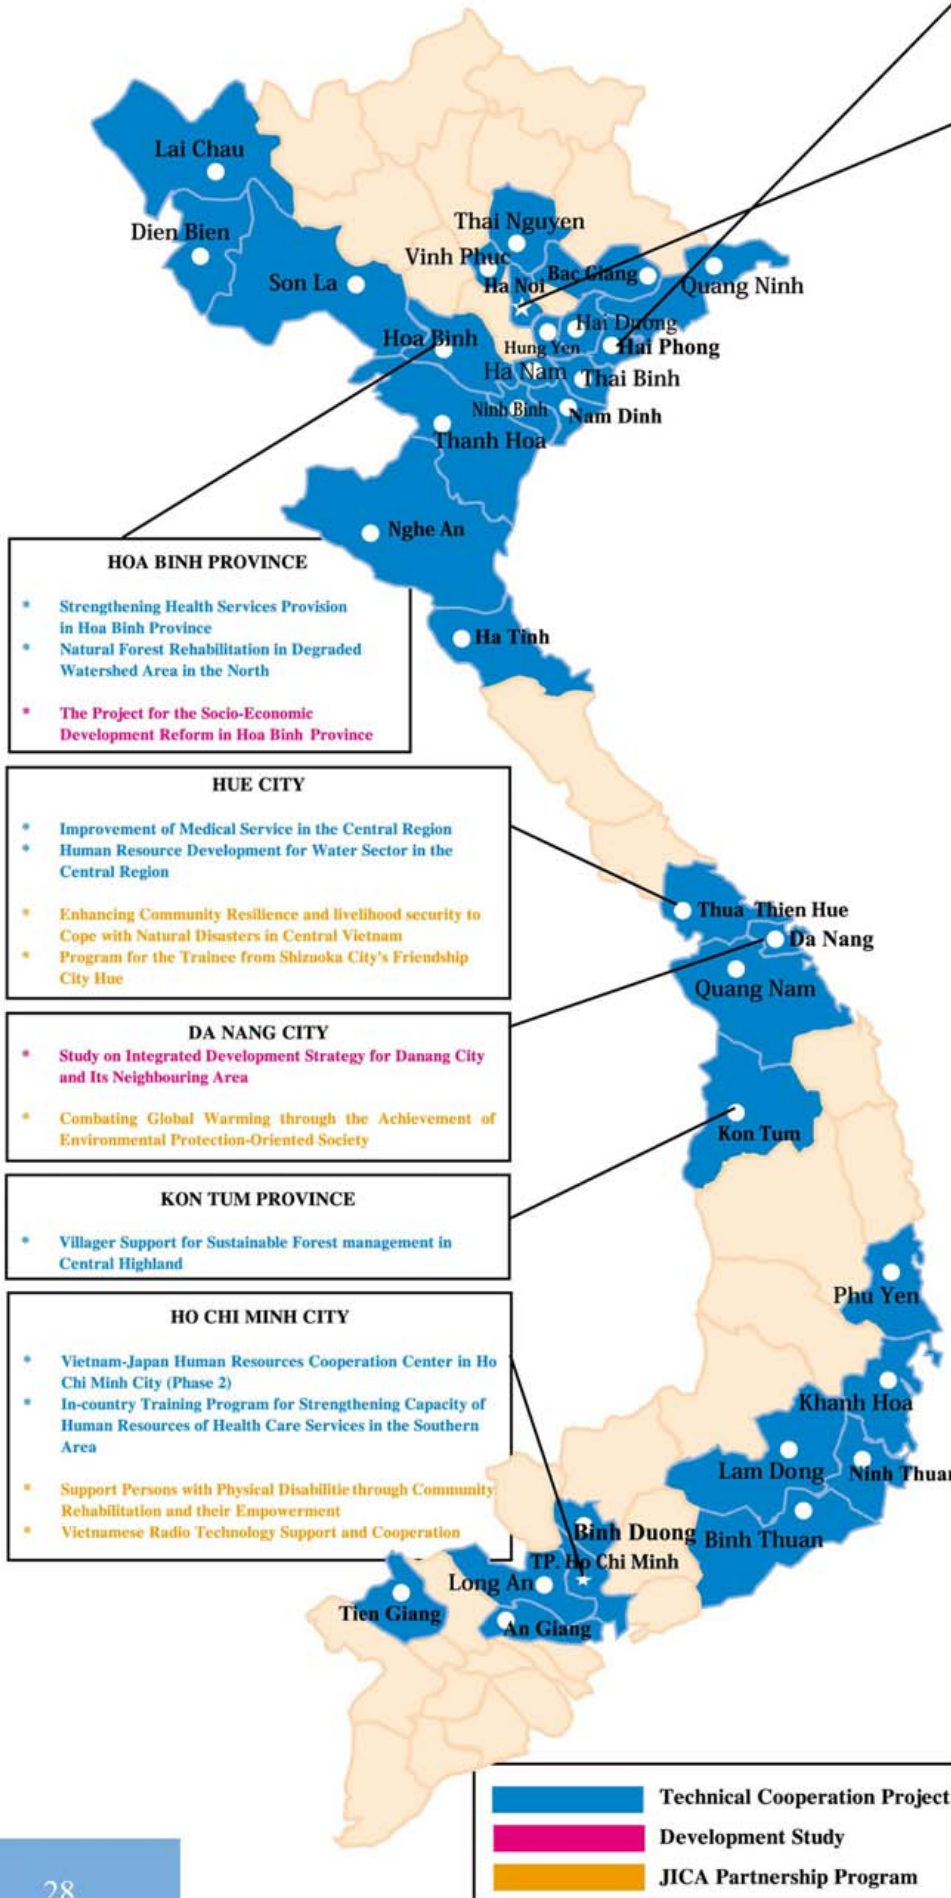 Lai Chau
Dien Bien
Son La
Thai Nguyen
Vinh Phuc
Ha Noi
Bac Giang
Quang Ninh
Hoa Binh
Hung Yen
Hai Duong
Hai Phong
Ha Nam
Thai Binh
Ninh Binh
Nam Dinh
Thanh Hoa
Nghe An
Ha Tinh
HOA BINH PROVINCE
* Strengthening Health Services Provision
in Hoa Binh Province
* Natural Forest Rehabilitation in Degraded
Watershed Area in the North
* The Project for the Socio-Economic
Development Reform in Hoa Binh Province
HUE CITY
* Improvement of Medical Service in the Central Region
* Human Resource Development for Water Sector in the
Central Region
* Enhancing Community Resilience and livelihood security to
Cope with Natural Disasters in Central Vietnam
* Program for the Trainee from Shizuoka City's Friendship
City Hue
Thua Thien Hue
Da Nang
Quang Nam
DA NANG CITY
* Study on Integrated Development Strategy for Danang City
and Its Neighbouring Area
* Combating Global Warming through the Achievement of
Environmental Protection-Oriented Society
Kon Tum
KON TUM PROVINCE
* Villager Support for Sustainable Forest management in
Central Highland
Phu Yen
HO CHI MINH CITY
* Vietnam-Japan Human Resources Cooperation Center in Ho
Chi Minh City (Phase 2)
* In-country Training Program for Strengthening Capacity of
Human Resources of Health Care Services in the Southern
Area
* Support Persons with Physical Disabilitie through Community
Rehabilitation and their Empowerment
* Vietnamese Radio Technology Support and Cooperation
Khanh Hoa
Lam Dong
Ninh Thuan
Binh Duong
Binh Thuan
TP. Ho Chi Minh
Long An
Tien Giang
An Giang
Technical Cooperation Project
Development Study
JICA Partnership Program
28